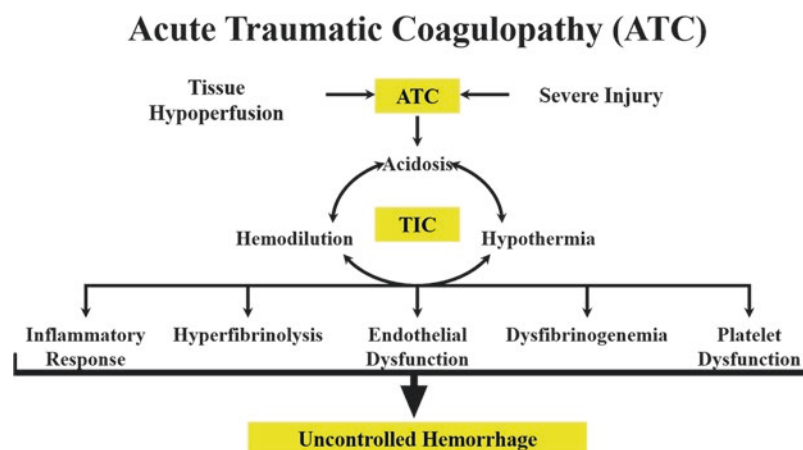 Acute Traumatic Coagulopathy (ATC)
Tissue
Hypoperfusion
ATC
Severe Injury
Acidosis
TIC
Hemodilution
Hypothermia
Inflammatory
Response
Hyperfibrinolysis
Endothelial
Dysfunction
Dysfibrinogenemia
Platelet
Dysfunction
Uncontrolled Hemorrhage